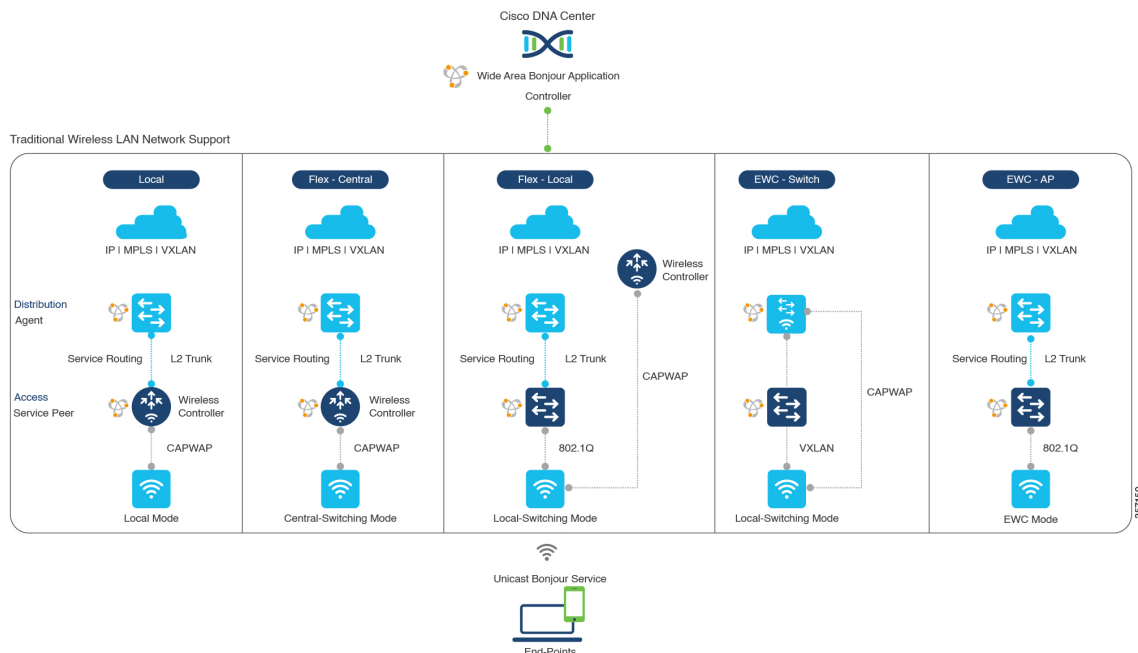 Cisco DNA Center
Wide Area Bonjour Application
Controller
Traditional Wireless LAN Network Support
Local
Flex - Central
Flex - Local
EWC - Switch
EWC - AP
IP I MPLS I VXLAN
IP I MPLS I VXLAN
IP I MPLS I VXLAN
IP I MPLS I VXLAN
IP I MPLS I VXLAN
Wireless
Controller
Distribution
Agent
Service Routing
L2 Trunk
Service Routing
L2 Trunk
Service Routing
L2 Trunk
Service Routing
L2 Trunk
CAPWAP
CAPWAP
Access
Service Peer
Wireless
Controller
Wireless
Controller
CAPWAP
CAPWAP
802.1Q
VXLAN
802.1Q
Local Mode
Central-Switching Mode
Local-Switching Mode
Local-Switching Mode
EWC Mode
357150
Unicast Bonjour Service
End-Points